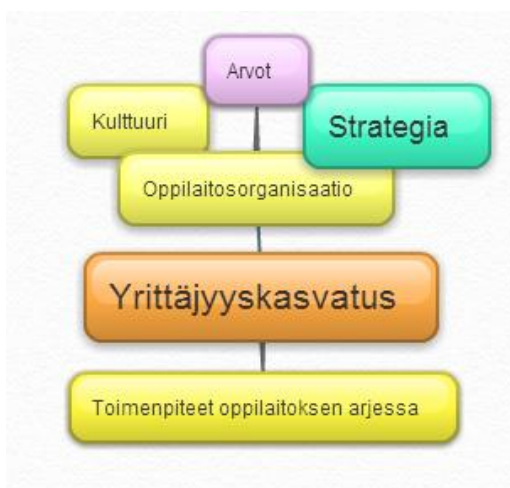 Arvot
Kulttuuri
Strategia
Oppilaitosorganisaatio
Yrittäjyyskasvatus
Toimenpiteet oppilaitoksen arjessa